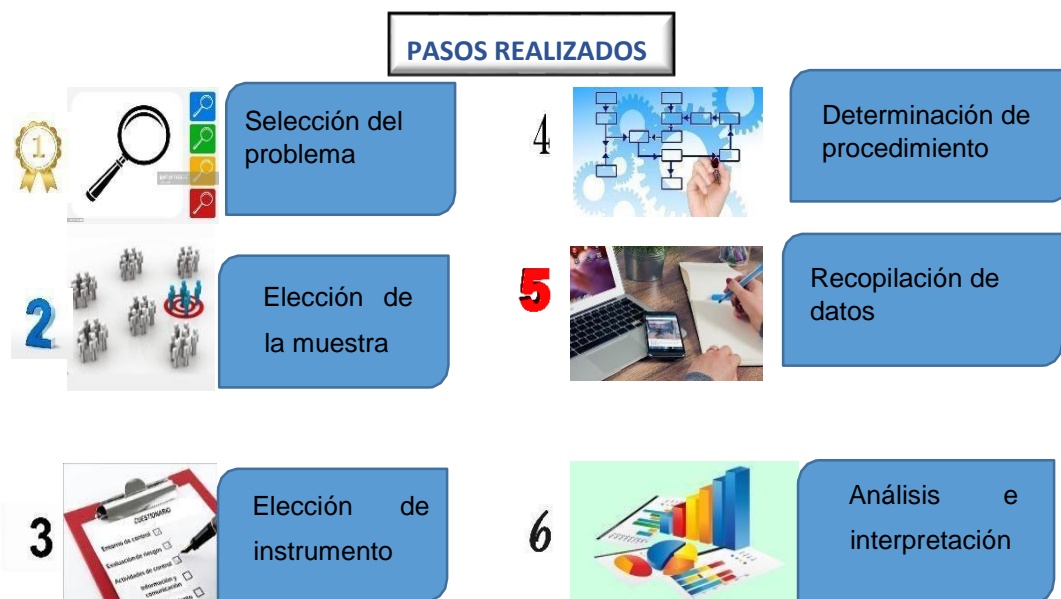 PASOS REALIZADOS
1
Selección del
problema
2
Elección de
la muestra
3
CUESTIONARIO
Entorno de control
Evaluación de riesgos
Actividades de control
Información y
comunicación
Elección de
instrumento
4
Determinación de
procedimiento
5
Recopilación de
datos
6
Análisis e
interpretación